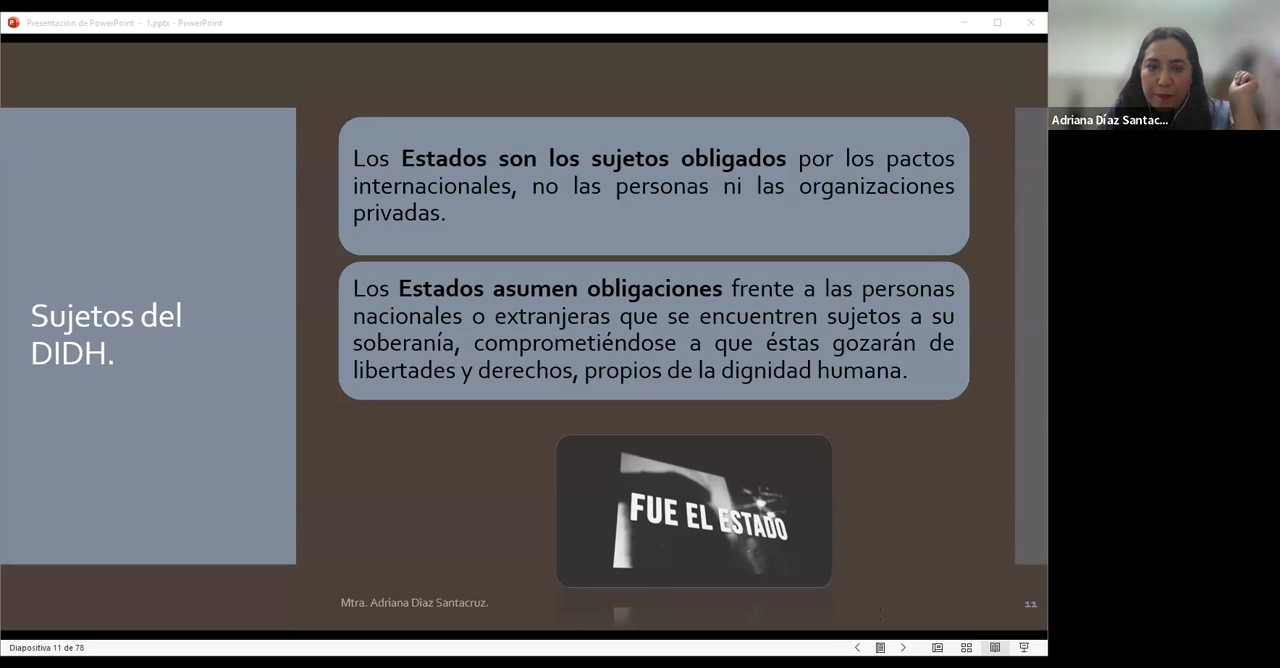 Presentación de PowerPoint - 1.pptx - PowerPoint
Adriana Díaz Santac...
Sujetos del
DIDH.
Los Estados son los sujetos obligados por los pactos
internacionales, no las personas ni las organizaciones
privadas.
Los Estados asumen obligaciones frente a las personas
nacionales o extranjeras que se encuentren sujetos a su
soberanía, comprometiéndose a que éstas gozarán de
libertades y derechos, propios de la dignidad humana.
FUE EL ESTADO
Mtra. Adriana Dìaz Santacruz.
11
Diapositiva 11 de 78